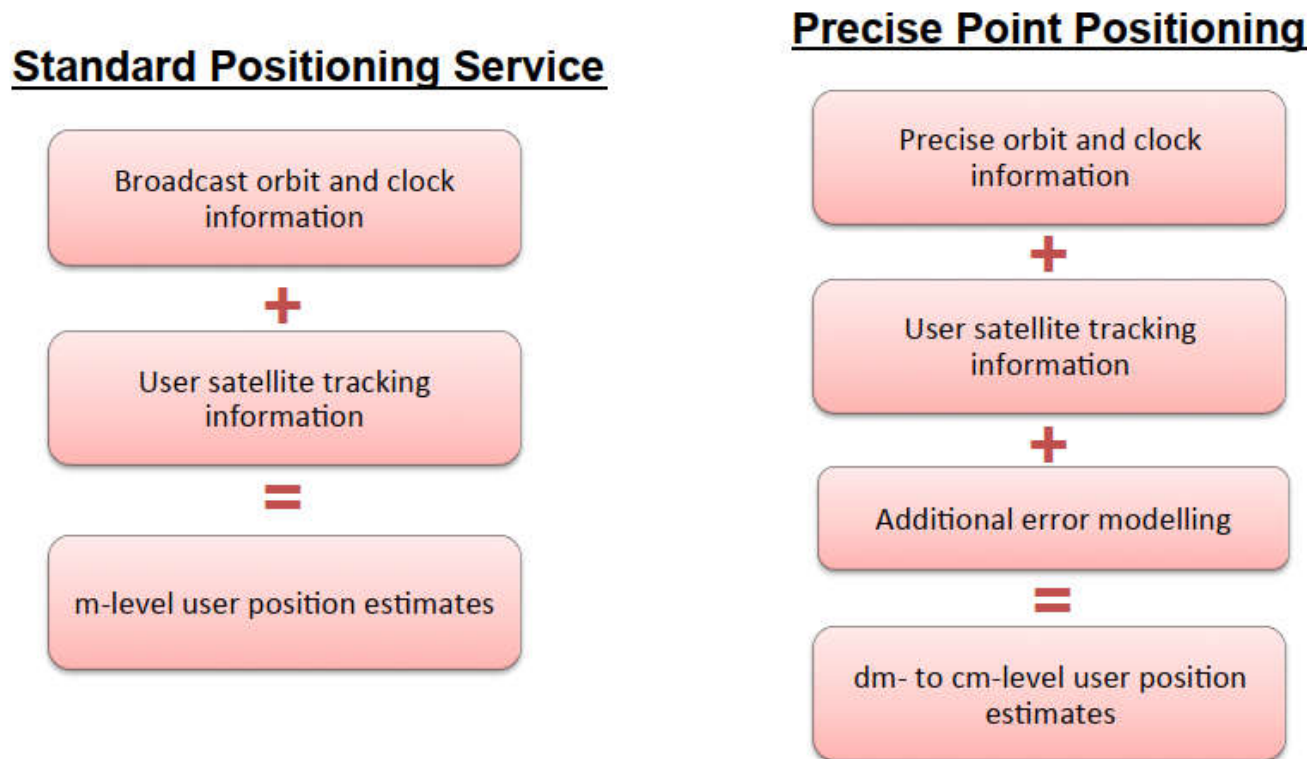 Standard Positioning Service
Broadcast orbit and clock
information
+
User satellite tracking
information
=
m-level user position estimates
Precise Point Positioning
Precise orbit and clock
information
+
User satellite tracking
information
+
Additional error modelling
=
dm- to cm-level user position
estimates